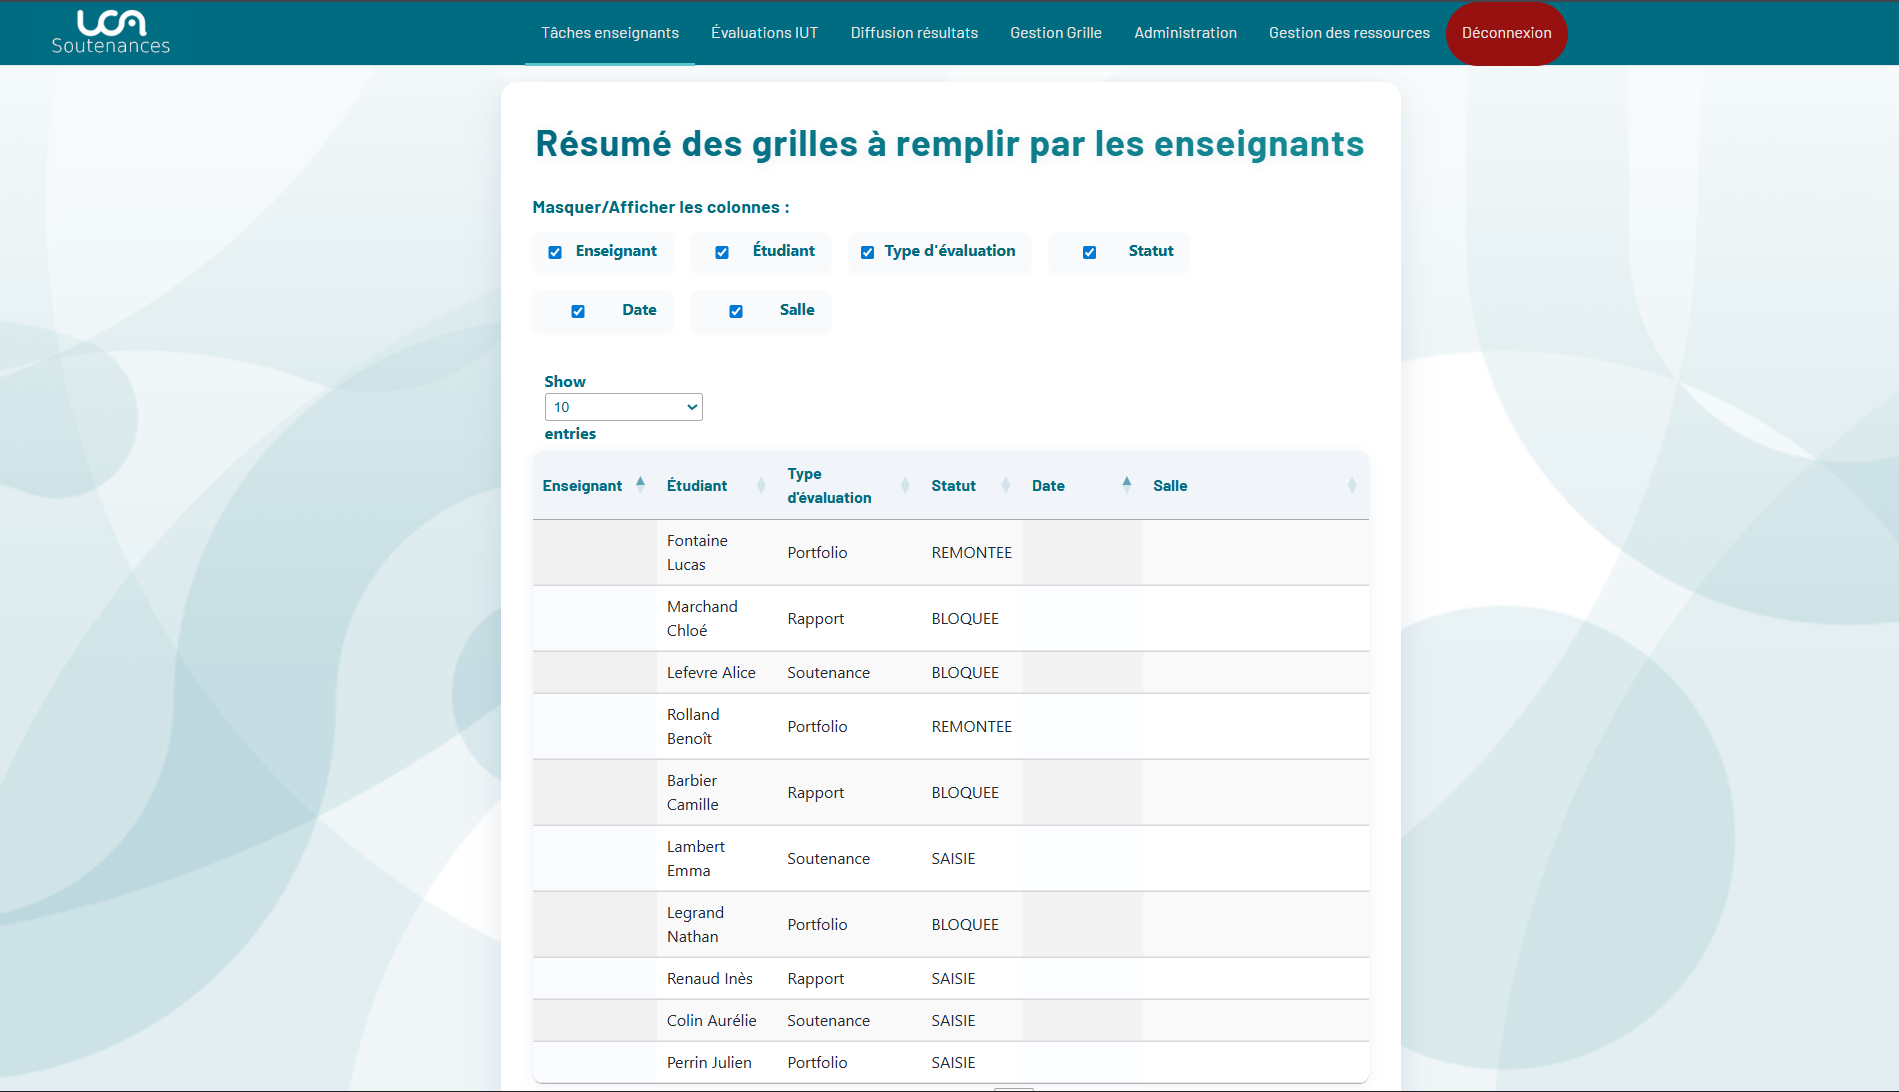 UCA
Soutenances
Tâches enseignants Évaluations IUT Diffusion résultats Gestion Grille Administration Gestion des ressources Déconnexion
Résumé des grilles à remplir par les enseignants
Masquer/Afficher les colonnes :
Enseignant Étudiant Type d'évaluation Statut
Date Salle
Show
10
entries
Enseignant Étudiant Type d'évaluation Statut Date Salle
Fontaine Lucas Portfolio REMONTEE
Marchand Chloé Rapport BLOQUEE
Lefevre Alice Soutenance BLOQUEE
Rolland Benoît Portfolio REMONTEE
Barbier Camille Rapport BLOQUEE
Lambert Emma Soutenance SAISIE
Legrand Nathan Portfolio BLOQUEE
Renaud Inès Rapport SAISIE
Colin Aurélie Soutenance SAISIE
Perrin Julien Portfolio SAISIE